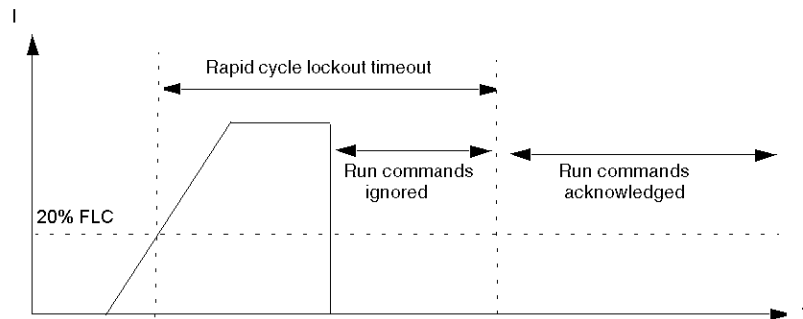 I
Rapid cycle lockout timeout
Run commands
ignored
Run commands
acknowledged
20% FLC